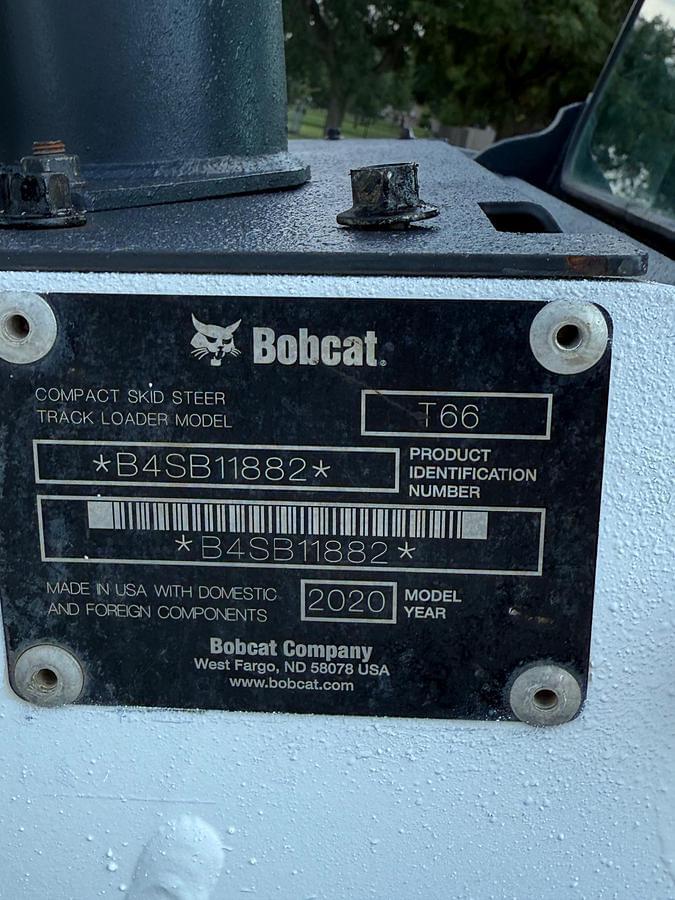 Bobcat®
COMPACT SKID STEER
TRACK LOADER MODEL
T66
*B4SB11882*
PRODUCT
IDENTIFICATION
NUMBER
*B4SB11882*
MADE IN USA WITH DOMESTIC
AND FOREIGN COMPONENTS
2020
MODEL
YEAR
Bobcat Company
West Fargo, ND 58078 USA
www.bobcat.com